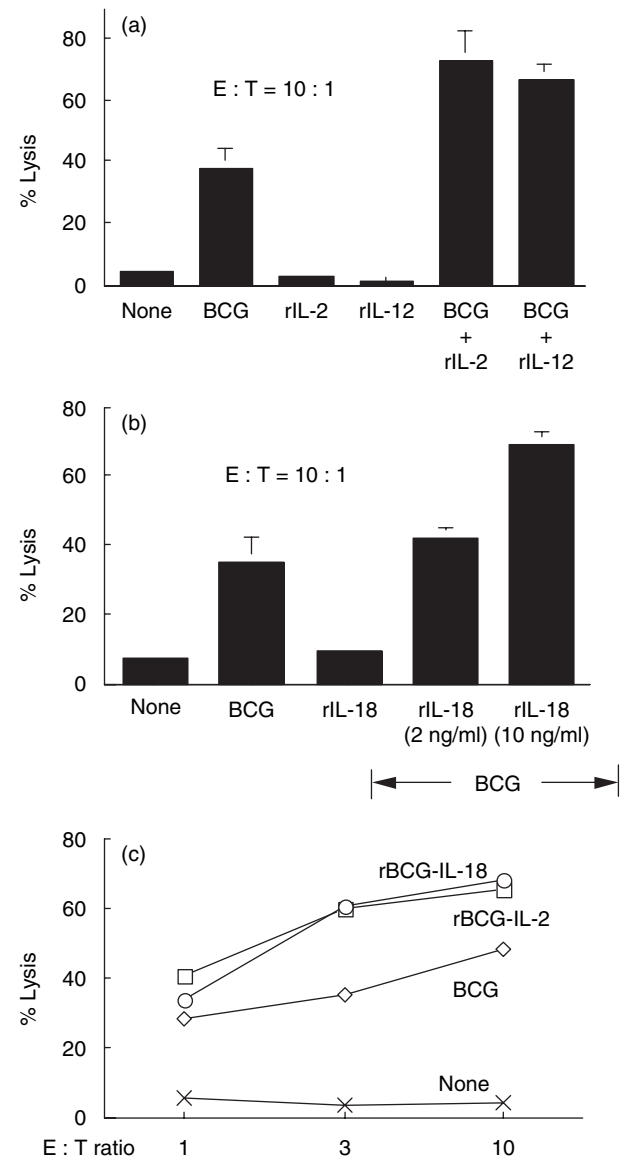 (a)
80
60
40
20
0
% Lysis
E : T = 10 : 1
None BCG rIL-2 rIL-12 BCG + rIL-2 BCG + rIL-12
(b)
80
60
40
20
0
% Lysis
E : T = 10 : 1
None BCG rIL-18 rIL-18 (2 ng/ml) rIL-18 (10 ng/ml)
BCG
(c)
80
60
40
20
0
% Lysis
rBCG-IL-18
rBCG-IL-2
BCG
None
E : T ratio 1 3 10